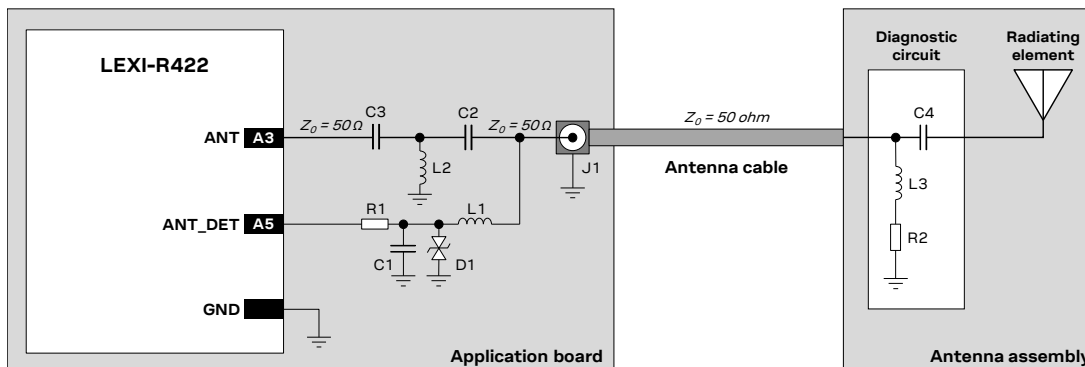 LEXI-R422
ANT A3
Z0 = 50 Ω
C3
C2
Z0 = 50 Ω
L2
J1
ANT_DET A5
R1
L1
C1
D1
GND
Application board
Z0 = 50 ohm
Antenna cable
Diagnostic
circuit
Radiating
element
C4
L3
R2
Antenna assembly